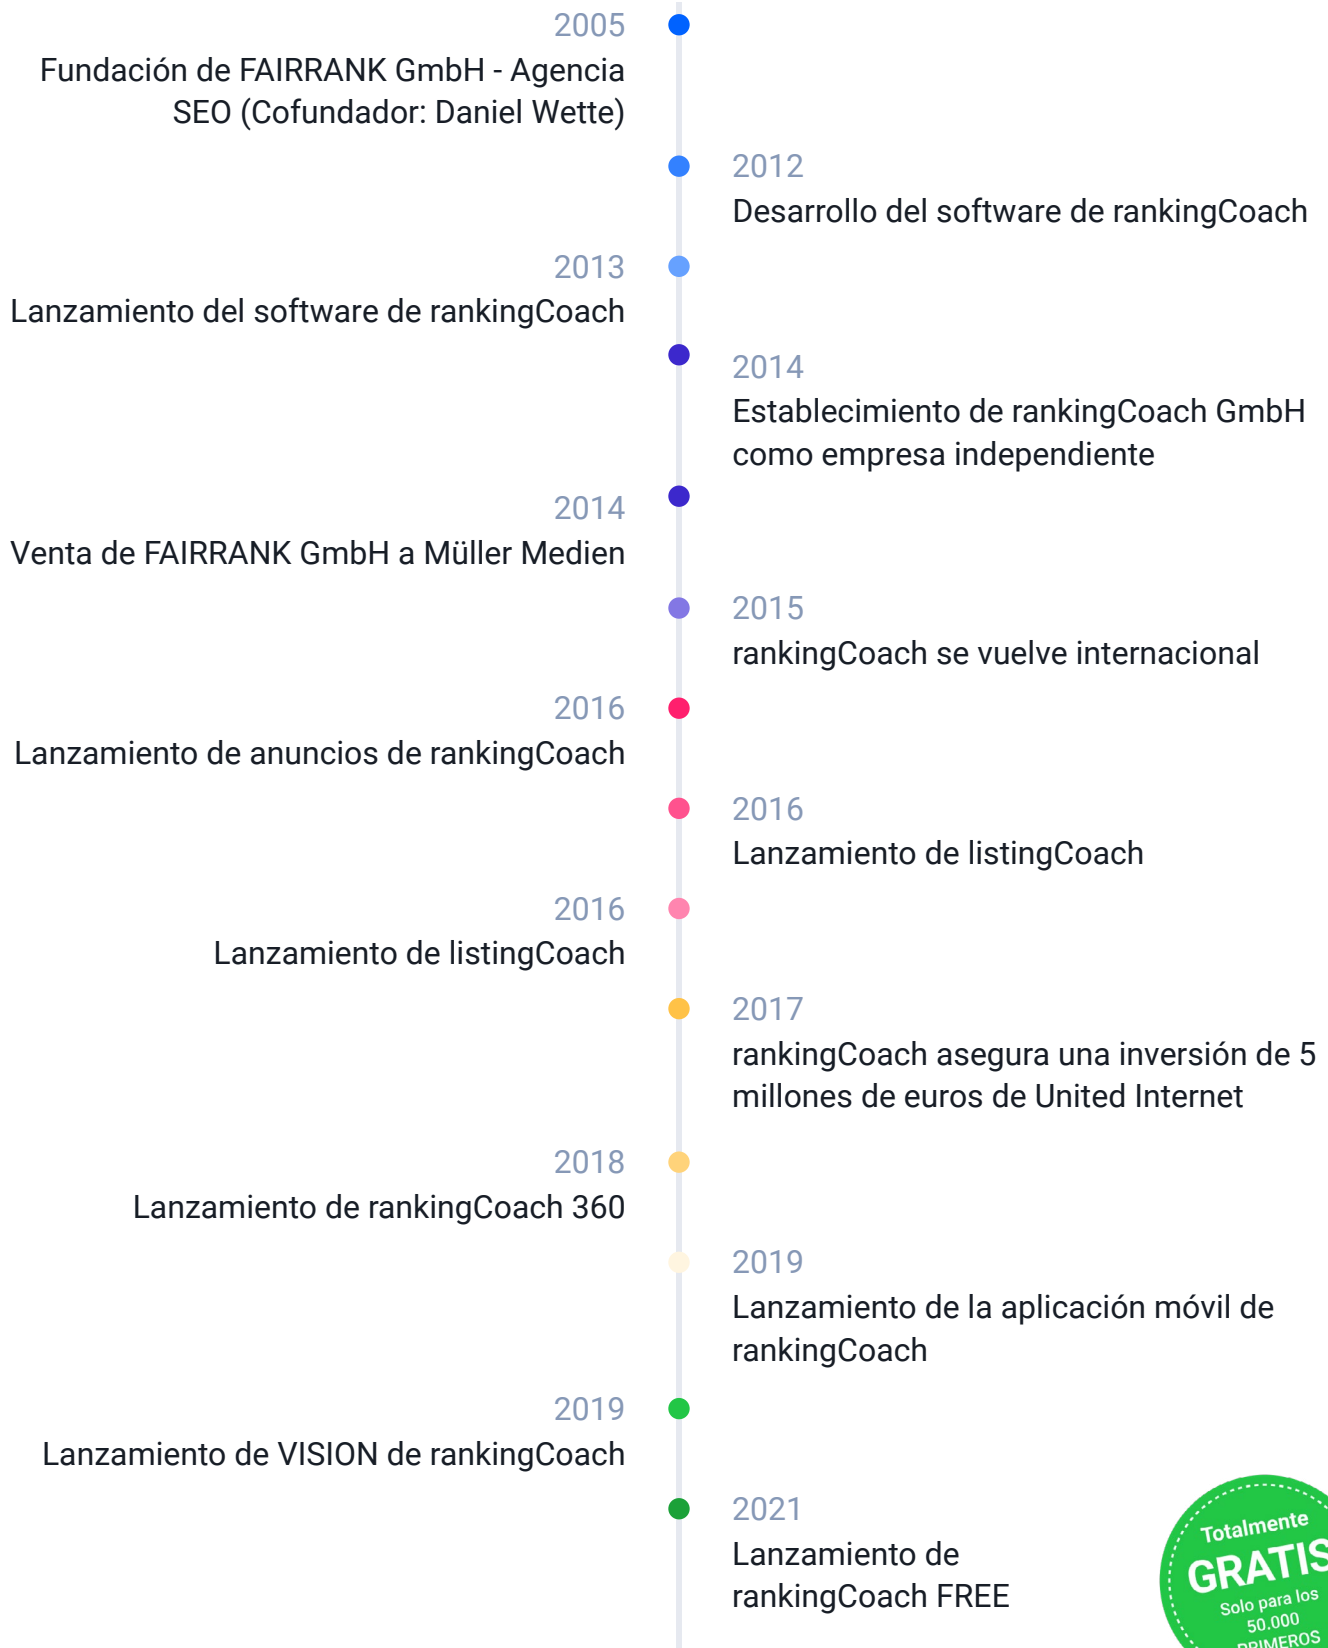 2005
Fundación de FAIRRANK GmbH - Agencia
SEO (Cofundador: Daniel Wette)
2012
Desarrollo del software de rankingCoach
2013
Lanzamiento del software de rankingCoach
2014
Establecimiento de rankingCoach GmbH
como empresa independiente
2014
Venta de FAIRRANK GmbH a Müller Medien
2015
rankingCoach se vuelve internacional
2016
Lanzamiento de anuncios de rankingCoach
2016
Lanzamiento de listingCoach
2016
Lanzamiento de listingCoach
2017
rankingCoach asegura una inversión de 5
millones de euros de United Internet
2018
Lanzamiento de rankingCoach 360
2019
Lanzamiento de la aplicación móvil de
rankingCoach
2019
Lanzamiento de VISION de rankingCoach
2021
Lanzamiento de
rankingCoach FREE
Totalmente
GRATIS
Solo para los
50.000
PRIMEROS